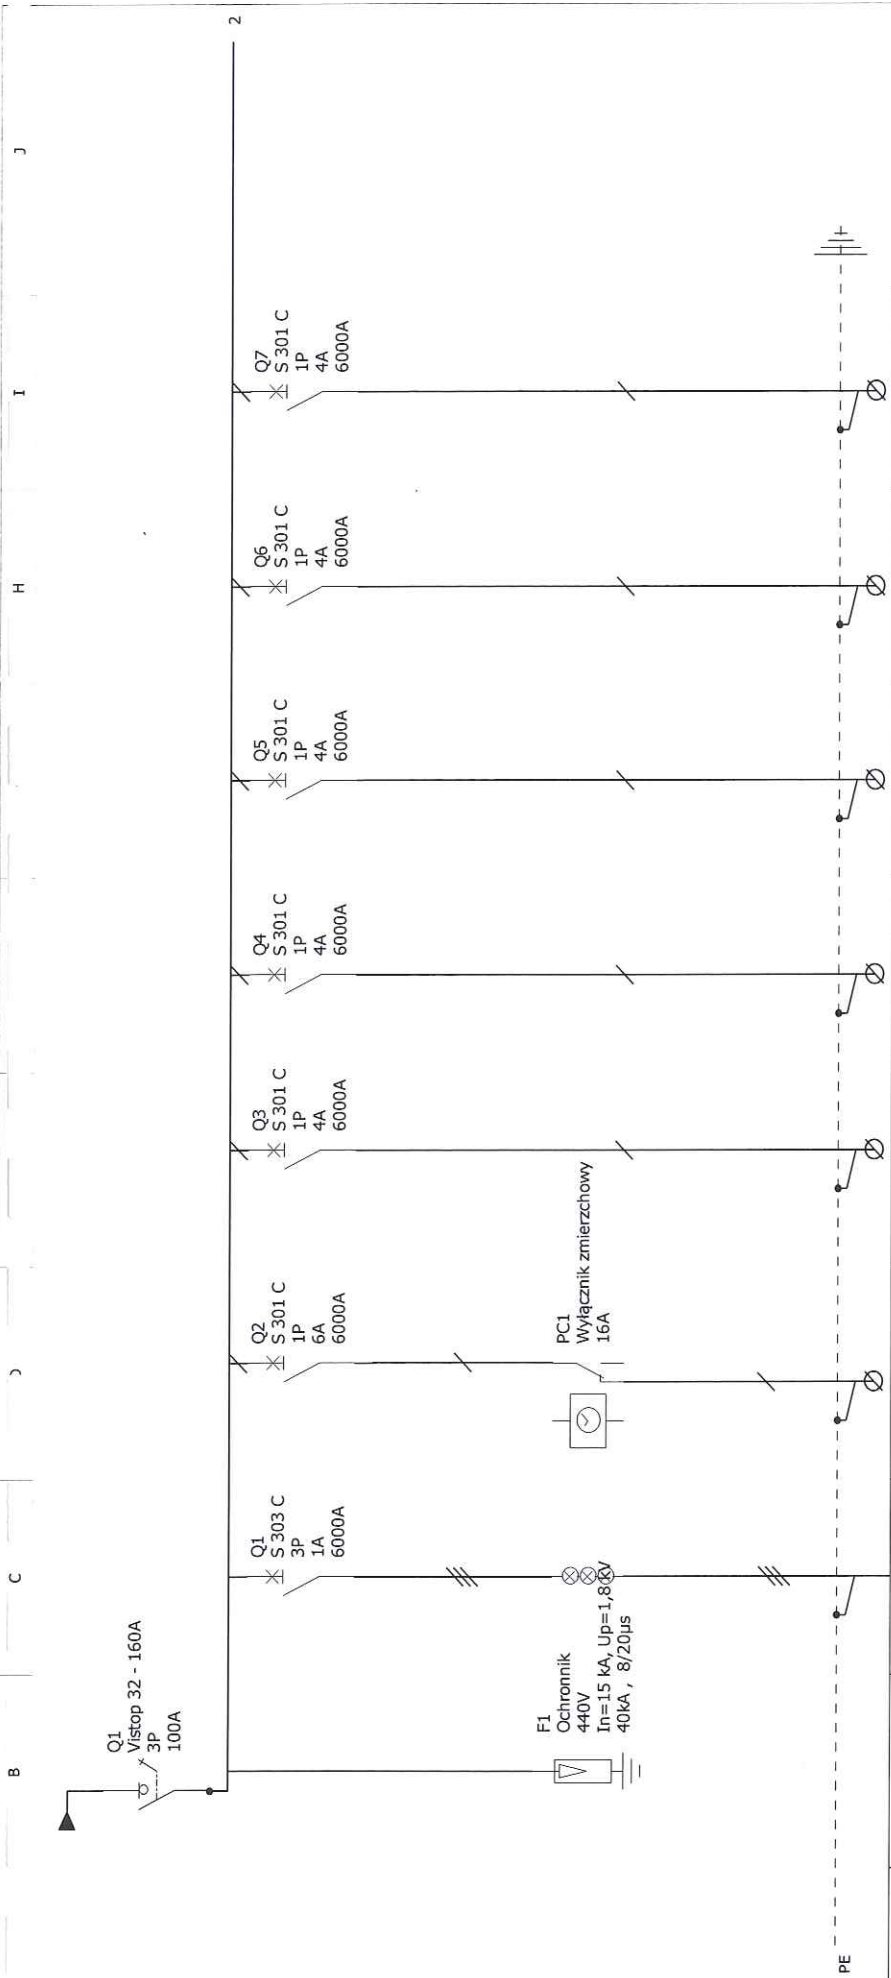 B
C
H
I
J
2
Q1
Vistop 32 - 160A
3P
100A
Q1
S 303 C
3P
1A
6000A
Q2
S 301 C
1P
6A
6000A
Q3
S 301 C
1P
4A
6000A
Q4
S 301 C
1P
4A
6000A
Q5
S 301 C
1P
4A
6000A
Q6
S 301 C
1P
4A
6000A
Q7
S 301 C
1P
4A
6000A
F1
Ochronnik
440V
In=15 kA, Up=1,8 kV
40kA , 8/20µs
PC1
Wyłącznik zmierzchowy
16A
PE